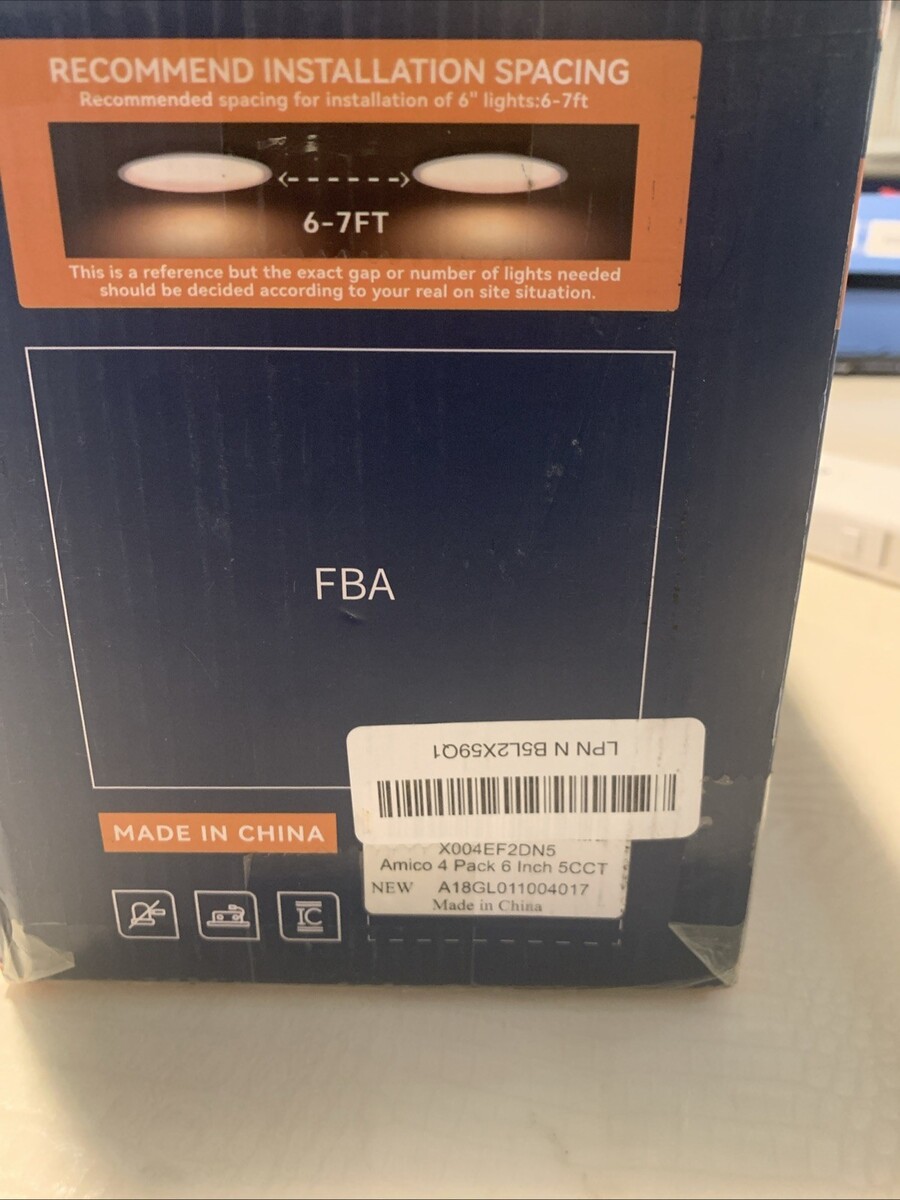 RECOMMEND INSTALLATION SPACING
Recommended spacing for installation of 6" lights:6-7ft
6-7FT
This is a reference but the exact gap or number of lights needed
should be decided according to your real on site situation.
FBA
LPN N B5L2X59Q1
MADE IN CHINA
X004EF2DN5
Amico 4 Pack 6 Inch 5CCT
NEW A18GL011004017
Made in China
IC